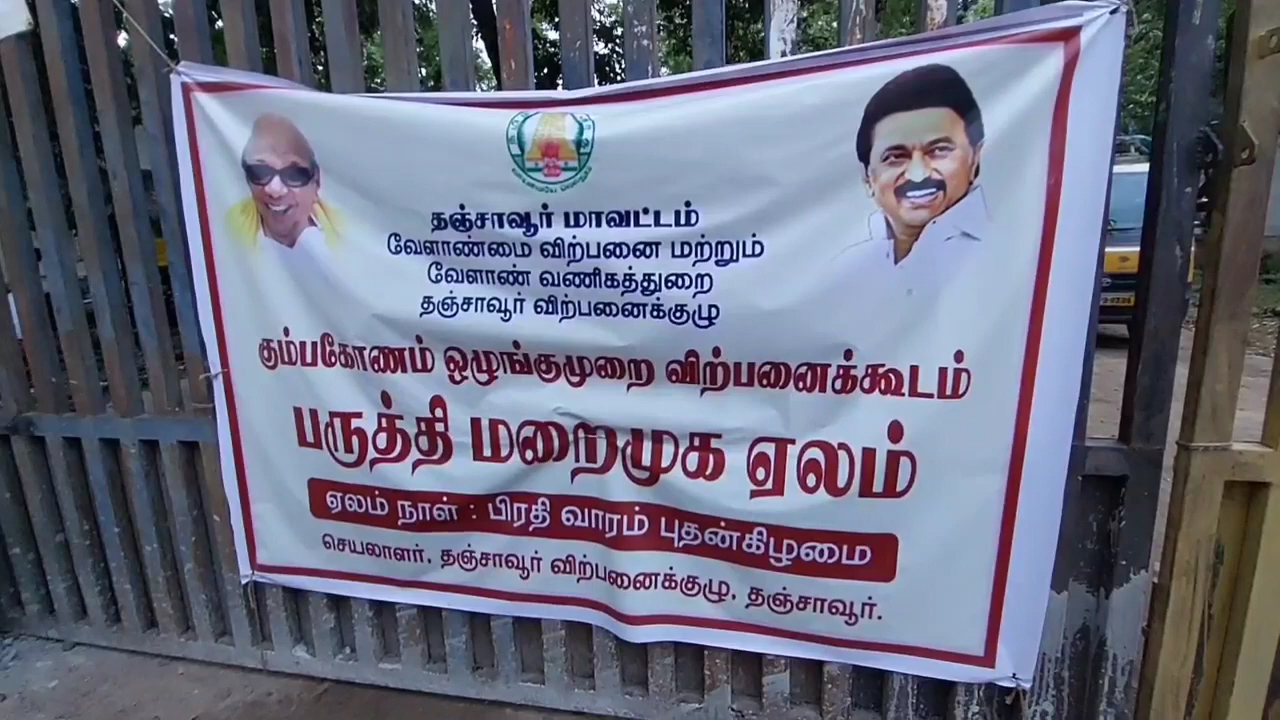 தஞ்சாவூர் மாவட்டம்
வேளாண்மை விற்பனை மற்றும்
வேளாண் வணிகத்துறை
தஞ்சாவூர் விற்பனைக்குழு
கும்பகோணம் ஒழுங்குமுறை விற்பனைக்கூடம்
பருத்தி மறைமுக ஏலம்
ஏலம் நாள் : பிரதி வாரம் புதன்கிழமை
செயலாளர், தஞ்சாவூர் விற்பனைக்குழு, தஞ்சாவூர்.